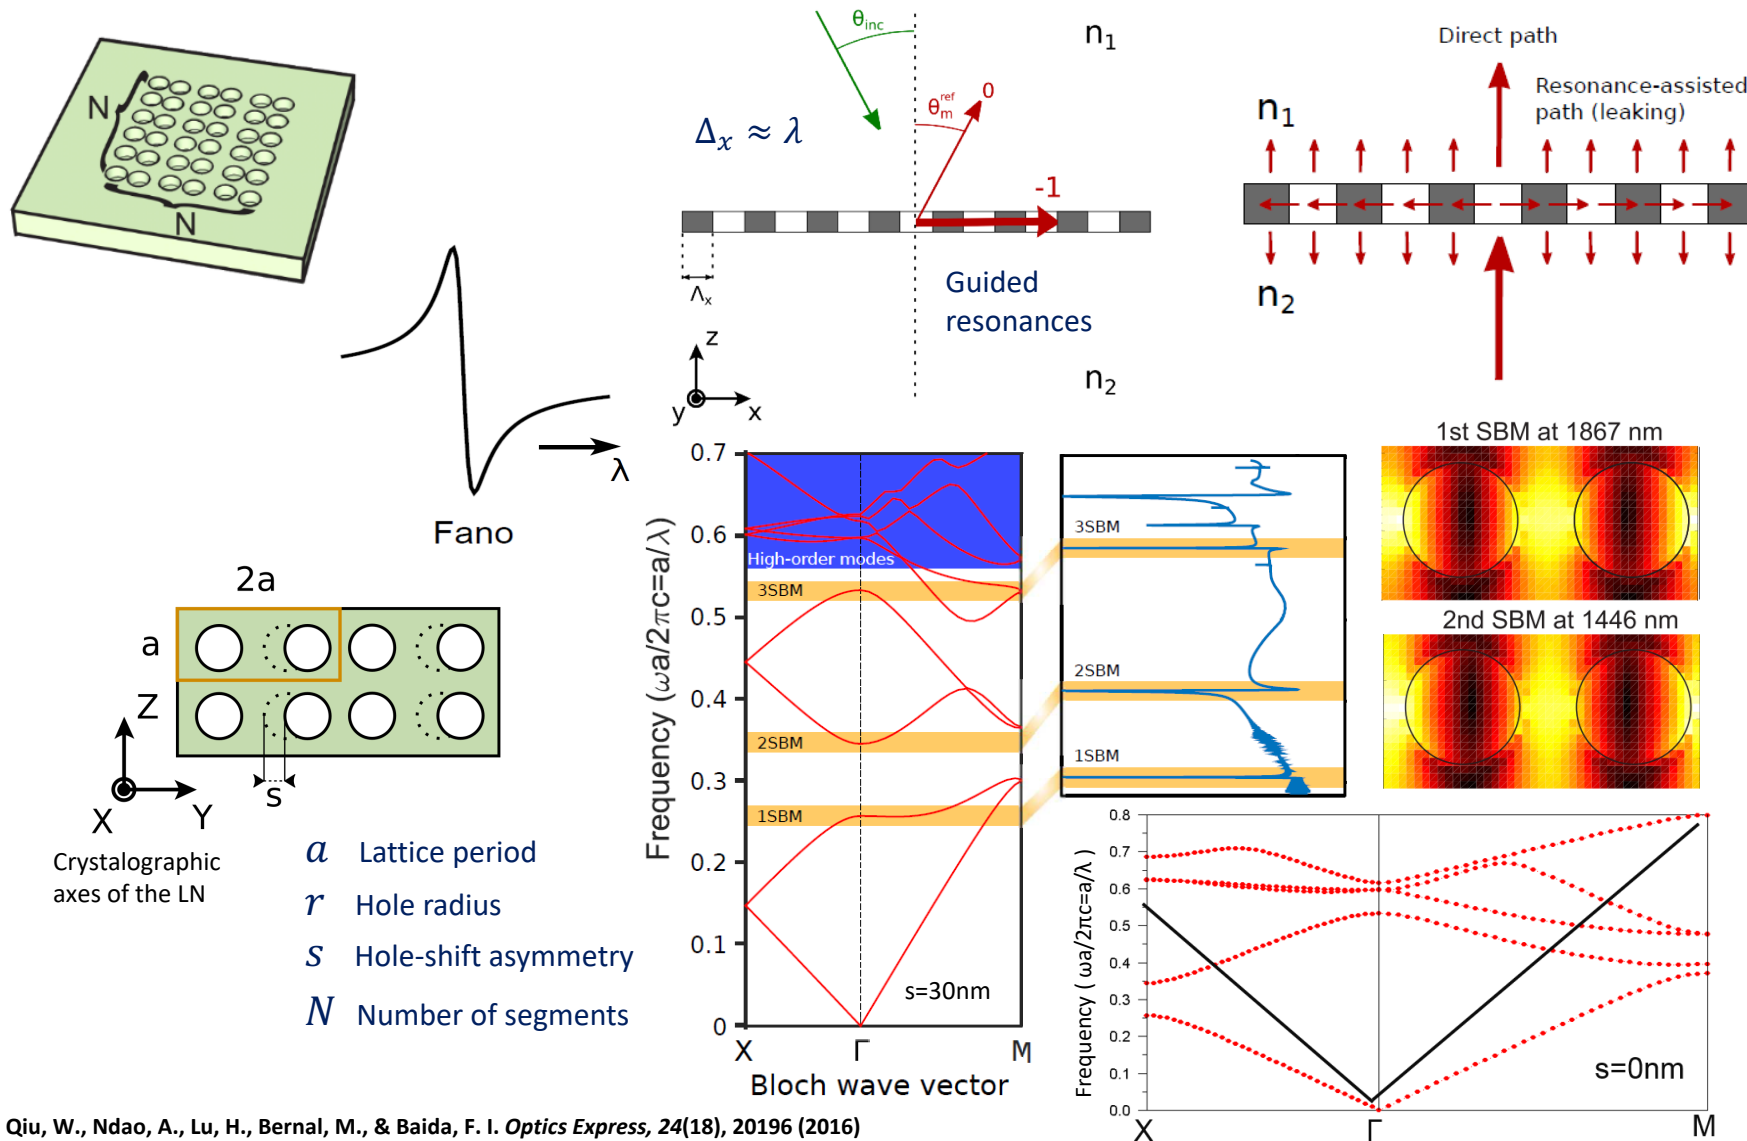 N
N
θinc
n1
θm ref
0
Δx ≈ λ
-1
Λx
Guided
resonances
z
y
x
n2
Direct path
Resonance-assisted
path (leaking)
n1
n2
λ
Fano
2a
a
Z
X
Y
s
Crystalographic
axes of the LN
a Lattice period
r Hole radius
s Hole-shift asymmetry
N Number of segments
Frequency (ωa/2πc=a/λ)
0.7
0.6
0.5
0.4
0.3
0.2
0.1
0
High-order modes
3SBM
2SBM
1SBM
s=30nm
X Γ M
Bloch wave vector
3SBM
2SBM
1SBM
1st SBM at 1867 nm
2nd SBM at 1446 nm
Frequency ( ωa/2πc=a/λ)
0.8
0.7
0.6
0.5
0.4
0.3
0.2
0.1
0.0
s=0nm
X Γ M
Qiu, W., Ndao, A., Lu, H., Bernal, M., & Baida, F. I. Optics Express, 24(18), 20196 (2016)